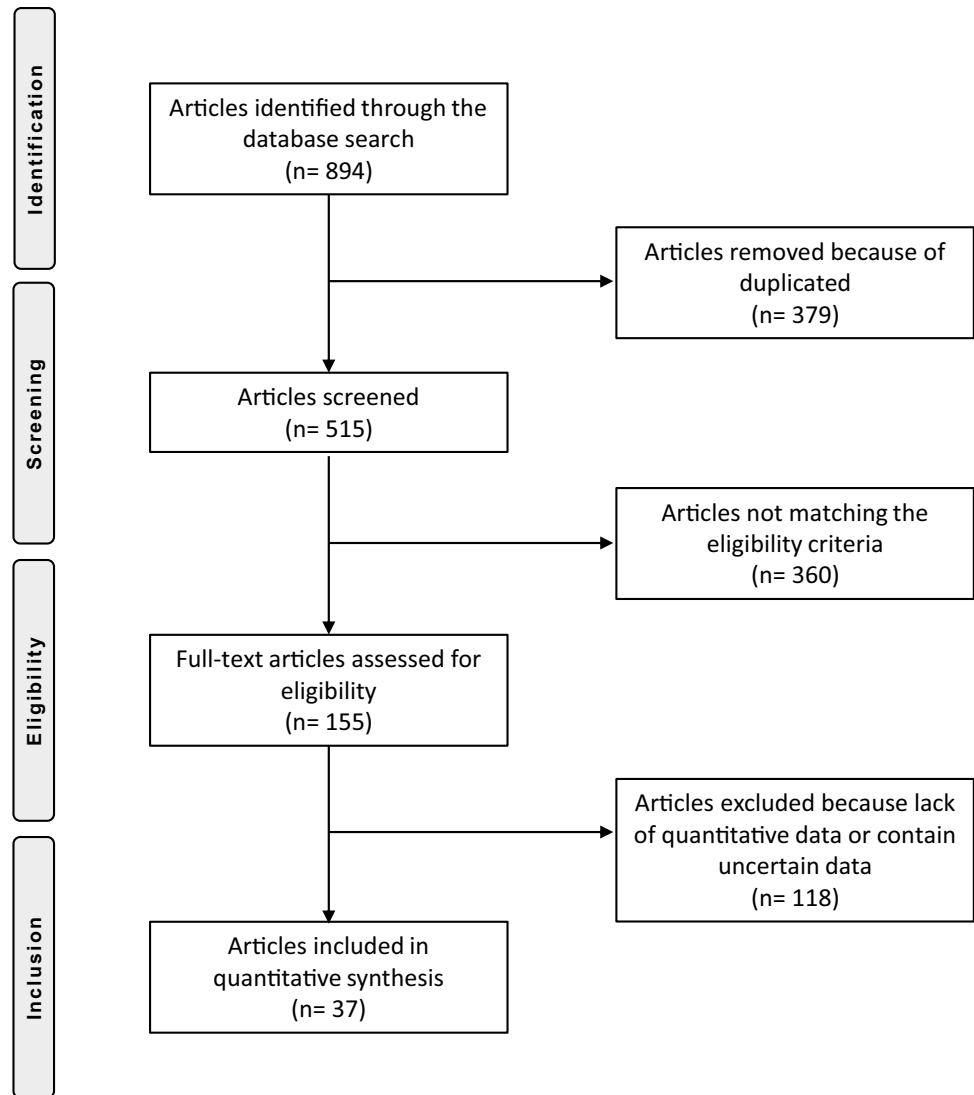 Identification
Articles identified through the
database search
(n= 894)
Articles removed because of
duplicated
(n= 379)
Screening
Articles screened
(n= 515)
Articles not matching the
eligibility criteria
(n= 360)
Eligibility
Full-text articles assessed for
eligibility
(n= 155)
Articles excluded because lack
of quantitative data or contain
uncertain data
(n= 118)
Inclusion
Articles included in
quantitative synthesis
(n= 37)